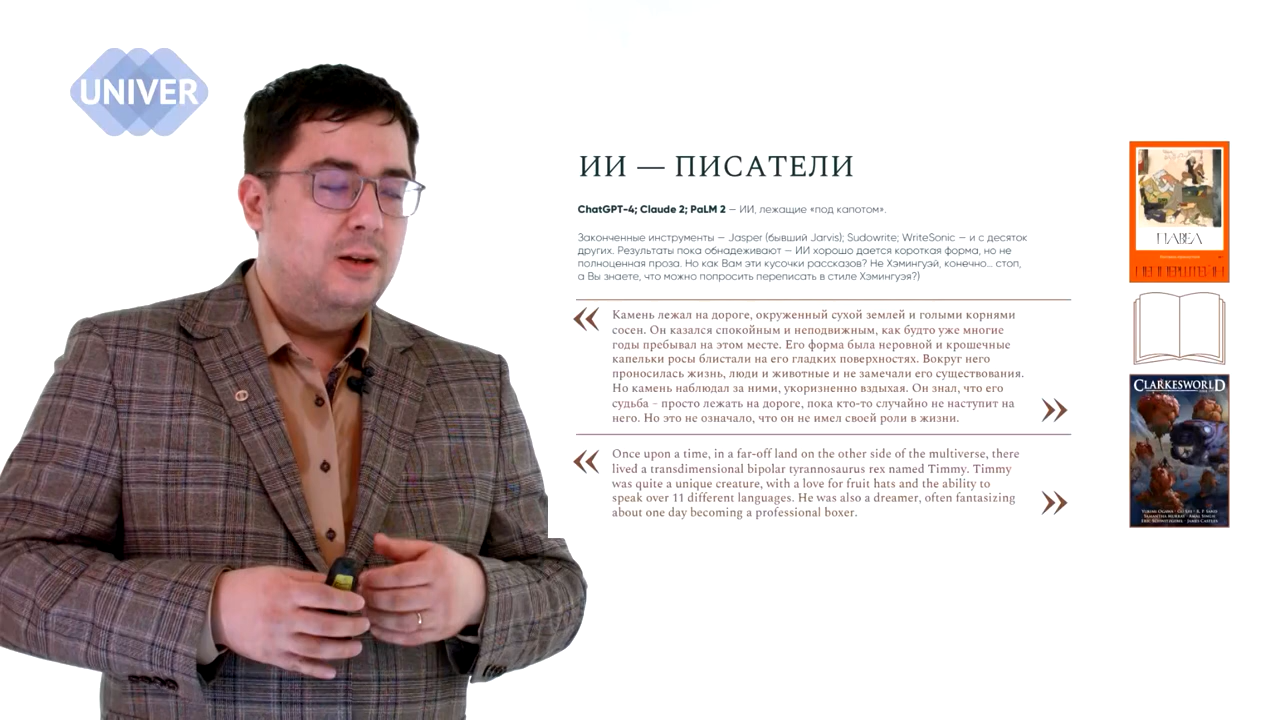 UNIVER
ИИ — ПИСАТЕЛИ
ChatGPT-4; Claude 2; PaLM 2 — ИИ, лежащие «под капотом».
Законченные инструменты — Jasper (бывший Jarvis); Sudowrite; WriteSonic — и с десяток
других. Результаты пока обнадеживают — ИИ хорошо дается короткая форма, но не
полноценная проза. Но как Вам эти кусочки рассказов? Не Хэмингуэй, конечно... стоп,
а Вы знаете, что можно попросить переписать в стиле Хэмингуэя?)
« Камень лежал на дороге, окруженный сухой землей и голыми корнями
сосен. Он казался спокойным и неподвижным, как будто уже многие
годы пребывал на этом месте. Его форма была неровной и крошечные
капельки росы блистали на его гладких поверхностях. Вокруг него
проносилась жизнь, люди и животные и не замечали его существования.
Но камень наблюдал за ними, укоризненно вздыхая. Он знал, что его
судьба - просто лежать на дороге, пока кто-то случайно не наступит на
него. Но это не означало, что он не имел своей роли в жизни. »
« Once upon a time, in a far-off land on the other side of the multiverse, there
lived a transdimensional bipolar tyrannosaurus rex named Timmy. Timmy
was quite a unique creature, with a love for fruit hats and the ability to
speak over 11 different languages. He was also a dreamer, often fantasizing
about one day becoming a professional boxer. »
ПАВЕЛ
CLARKESWORLD